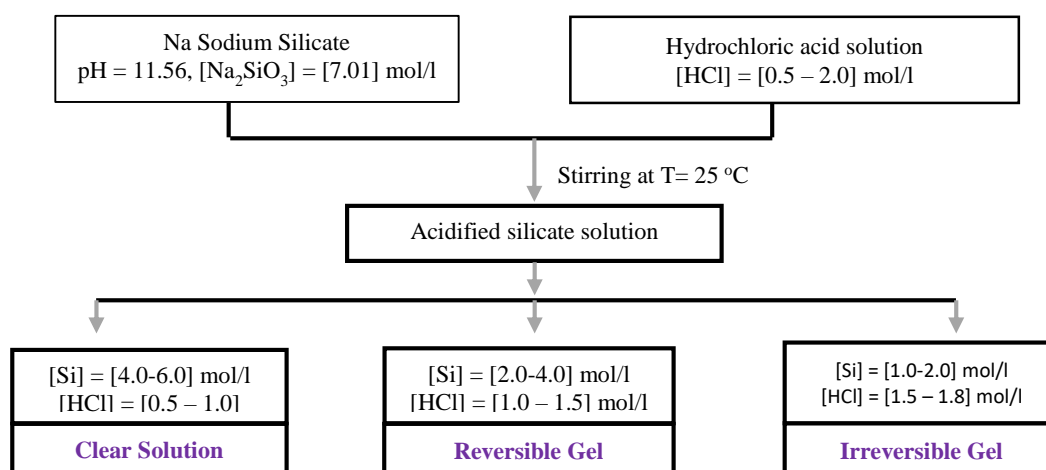 Na Sodium Silicate
pH = 11.56, [Na₂SiO₃] = [7.01] mol/l
Hydrochloric acid solution
[HCl] = [0.5 – 2.0] mol/l
Stirring at T= 25 °C
Acidified silicate solution
[Si] = [4.0-6.0] mol/l
[HCl] = [0.5 – 1.0]
Clear Solution
[Si] = [2.0-4.0] mol/l
[HCl] = [1.0 – 1.5] mol/l
Reversible Gel
[Si] = [1.0-2.0] mol/l
[HCl] = [1.5 – 1.8] mol/l
Irreversible Gel